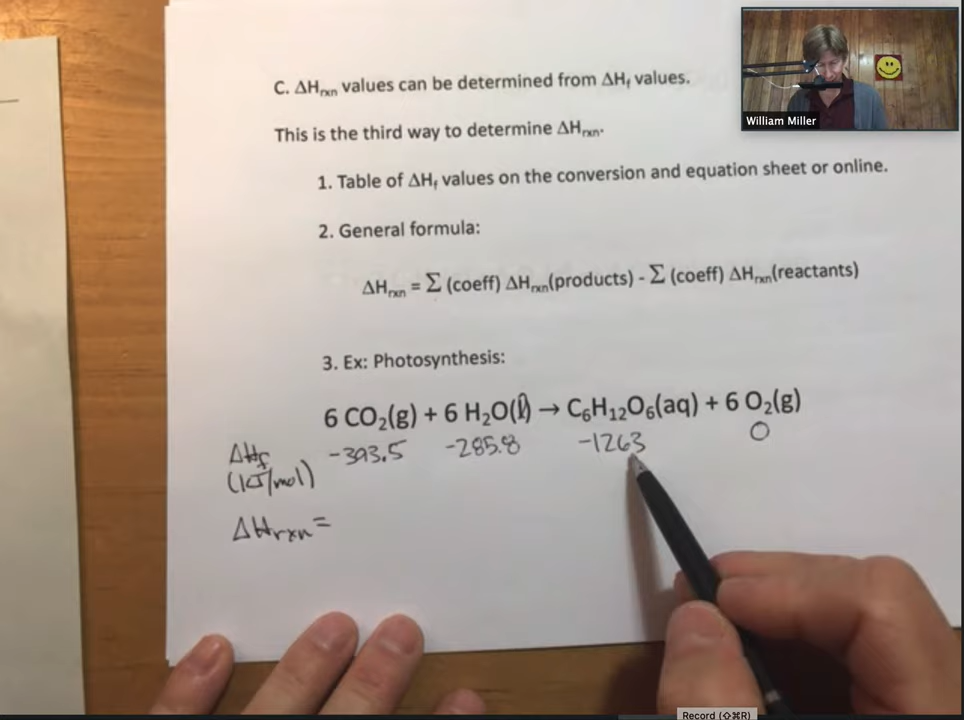 C. ΔHrxn values can be determined from ΔHf values.
This is the third way to determine ΔHrxn.
1. Table of ΔHf values on the conversion and equation sheet or online.
2. General formula:
ΔHrxn = Σ (coeff) ΔHrxn(products) - Σ (coeff) ΔHrxn(reactants)
3. Ex: Photosynthesis:
6 CO₂(g) + 6 H₂O(l) → C₆H₁₂O₆(aq) + 6 O₂(g)
ΔHf -393.5 -285.8 -1263 0
(kJ/mol)
ΔHrxn =
William Miller
Record (⇧⌘R)